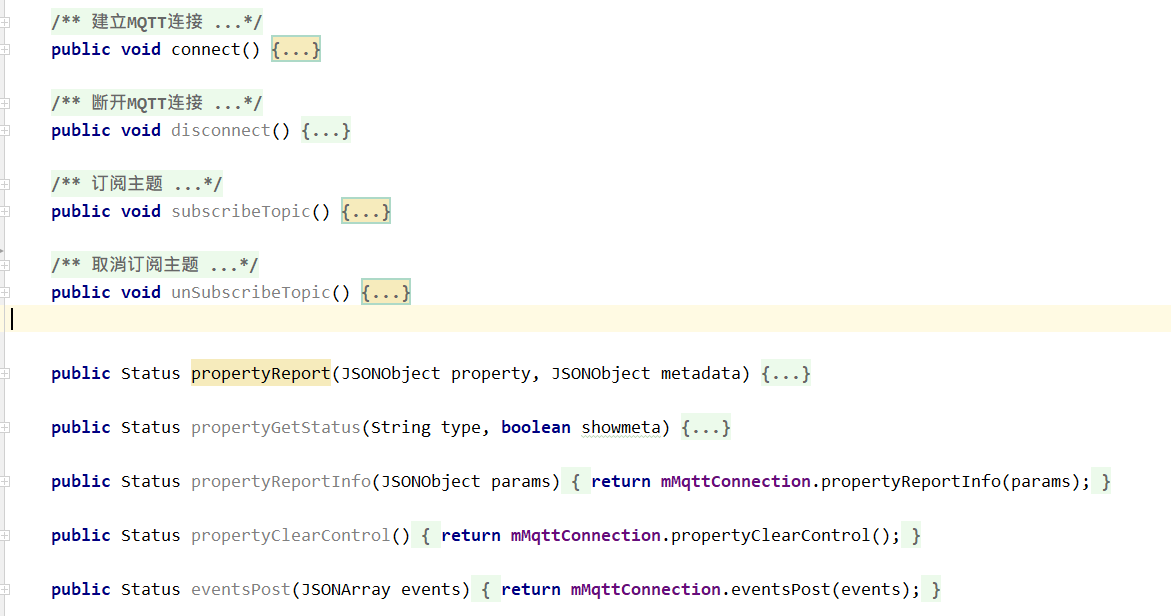 /** 建立MQTT连接 ...*/
public void connect() {...}
/** 断开MQTT连接 ...*/
public void disconnect() {...}
/** 订阅主题 ...*/
public void subscribeTopic() {...}
/** 取消订阅主题 ...*/
public void unSubscribeTopic() {...}
public Status propertyReport(JSONObject property, JSONObject metadata) {...}
public Status propertyGetStatus(String type, boolean showmeta) {...}
public Status propertyReportInfo(JSONObject params) { return mMqttConnection.propertyReportInfo(params); }
public Status propertyClearControl() { return mMqttConnection.propertyClearControl(); }
public Status eventsPost(JSONArray events) { return mMqttConnection.eventsPost(events); }